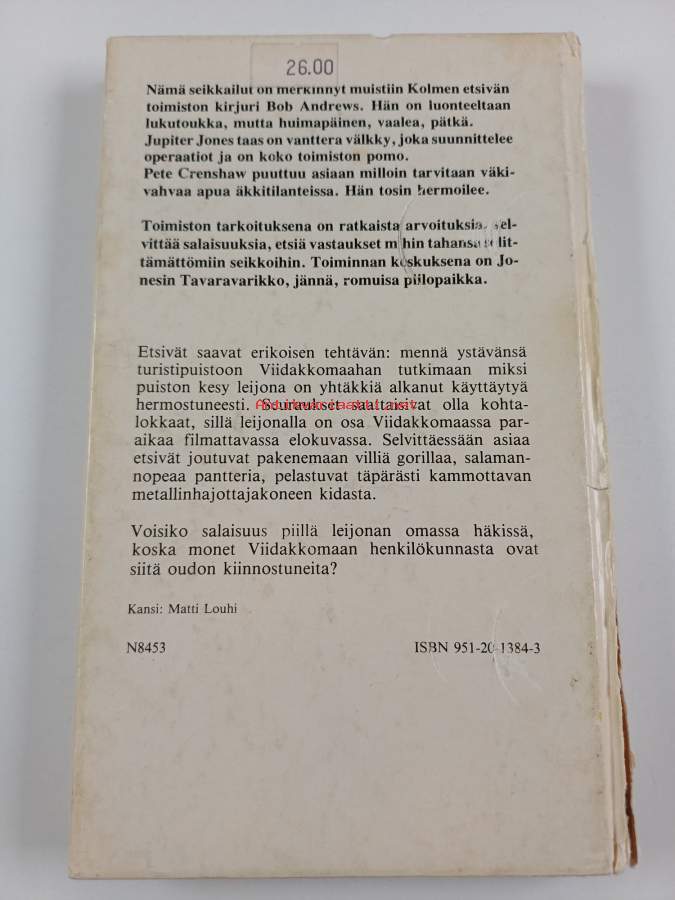 26.00
Nämä seikkailut on merkinnyt muistiin Kolmen etsivän
toimiston kirjuri Bob Andrews. Hän on luonteeltaan
lukutoukka, mutta huimapäinen, vaalea, pätkä.
Jupiter Jones taas on vanttera välkky, joka suunnittelee
operaatiot ja on koko toimiston pomo.
Pete Crenshaw puuttuu asiaan milloin tarvitaan väki-
vahvaa apua äkkitilanteissa. Hän tosin hermoilee.
Toimiston tarkoituksena on ratkaista arvoituksia, sel-
vittää salaisuuksia, etsiä vastaukset mihin tahansa selit-
tämättömiin seikkoihin. Toiminnan keskuksena on Jo-
nesin Tavaravarikko, jännä, romuisa piilopaikka.
Etsivät saavat erikoisen tehtävän: mennä ystävänsä
turistipuistoon Viidakkomaahan tutkimaan miksi
puiston kesy leijona on yhtäkkiä alkanut käyttäytyä
hermostuneesti. Seuraukset saattaisivat olla kohta-
lokkaat, sillä leijonalla on osa Viidakkomaassa par-
aikaa filmattavassa elokuvassa. Selvittäessään asiaa
etsivät joutuvat pakenemaan villiä gorillaa, salaman-
nopeaa pantteria, pelastuvat täpärästi kammottavan
metallinhajottajakoneen kidasta.
Voisiko salaisuus piillä leijonan omassa häkissä,
koska monet Viidakkomaan henkilökunnasta ovat
siitä oudon kiinnostuneita?
Kansi: Matti Louhi
N8453 ISBN 951-20-1384-3